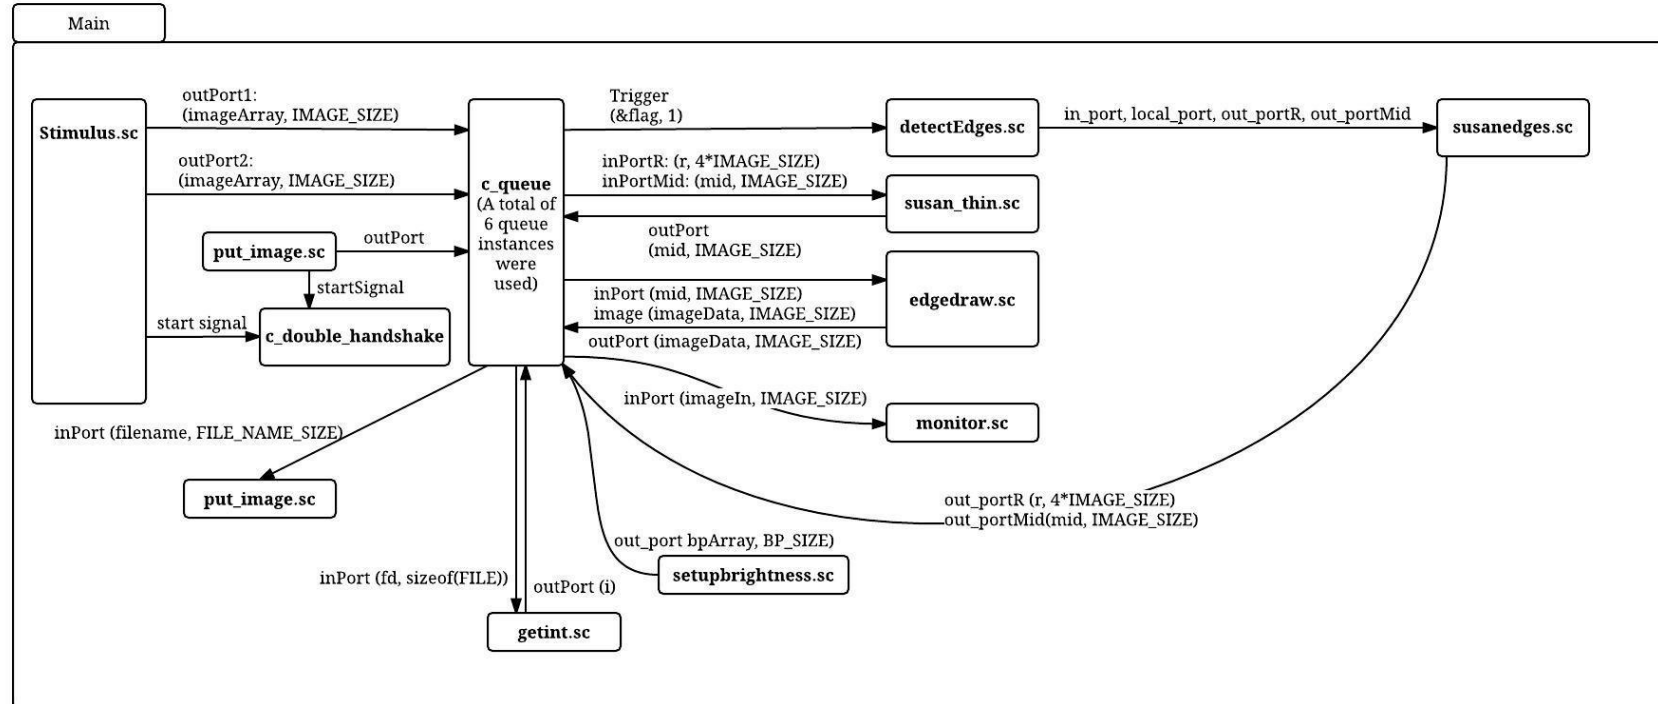 Main
outPort1:
(imageArray, IMAGE_SIZE)
Stimulus.sc
outPort2:
(imageArray, IMAGE_SIZE)
put_image.sc
outPort
startSignal
start signal
c_double_handshake
c_queue
(A total of
6 queue
instances
were
used)
Trigger
(&flag, 1)
detectEdges.sc
in_port, local_port, out_portR, out_portMid
susanedges.sc
inPortR: (r, 4*IMAGE_SIZE)
inPortMid: (mid, IMAGE_SIZE)
susan_thin.sc
outPort
(mid, IMAGE_SIZE)
edgedraw.sc
inPort (mid, IMAGE_SIZE)
image (imageData, IMAGE_SIZE)
outPort (imageData, IMAGE_SIZE)
inPort (imageIn, IMAGE_SIZE)
monitor.sc
inPort (filename, FILE_NAME_SIZE)
put_image.sc
out_portR (r, 4*IMAGE_SIZE)
out_portMid(mid, IMAGE_SIZE)
out_port bpArray, BP_SIZE)
setupbrightness.sc
inPort (fd, sizeof(FILE))
outPort (i)
getint.sc